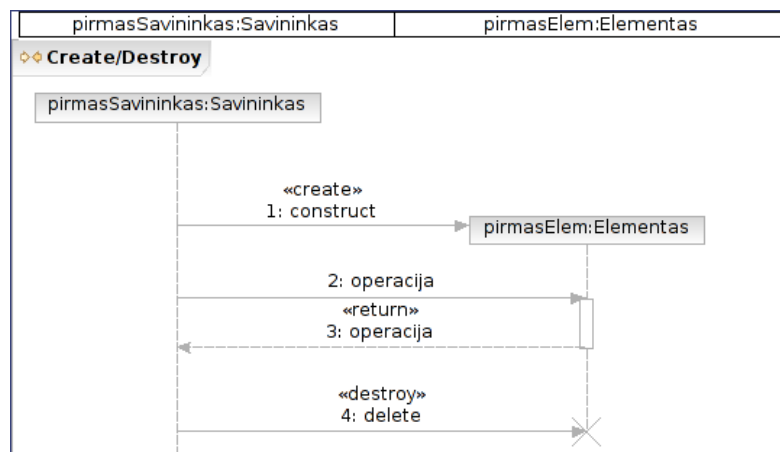 pirmasSavininkas:Savininkas pirmasElem:Elementas
Create/Destroy
pirmasSavininkas:Savininkas
«create»
1: construct
pirmasElem:Elementas
2: operacija
«return»
3: operacija
«destroy»
4: delete